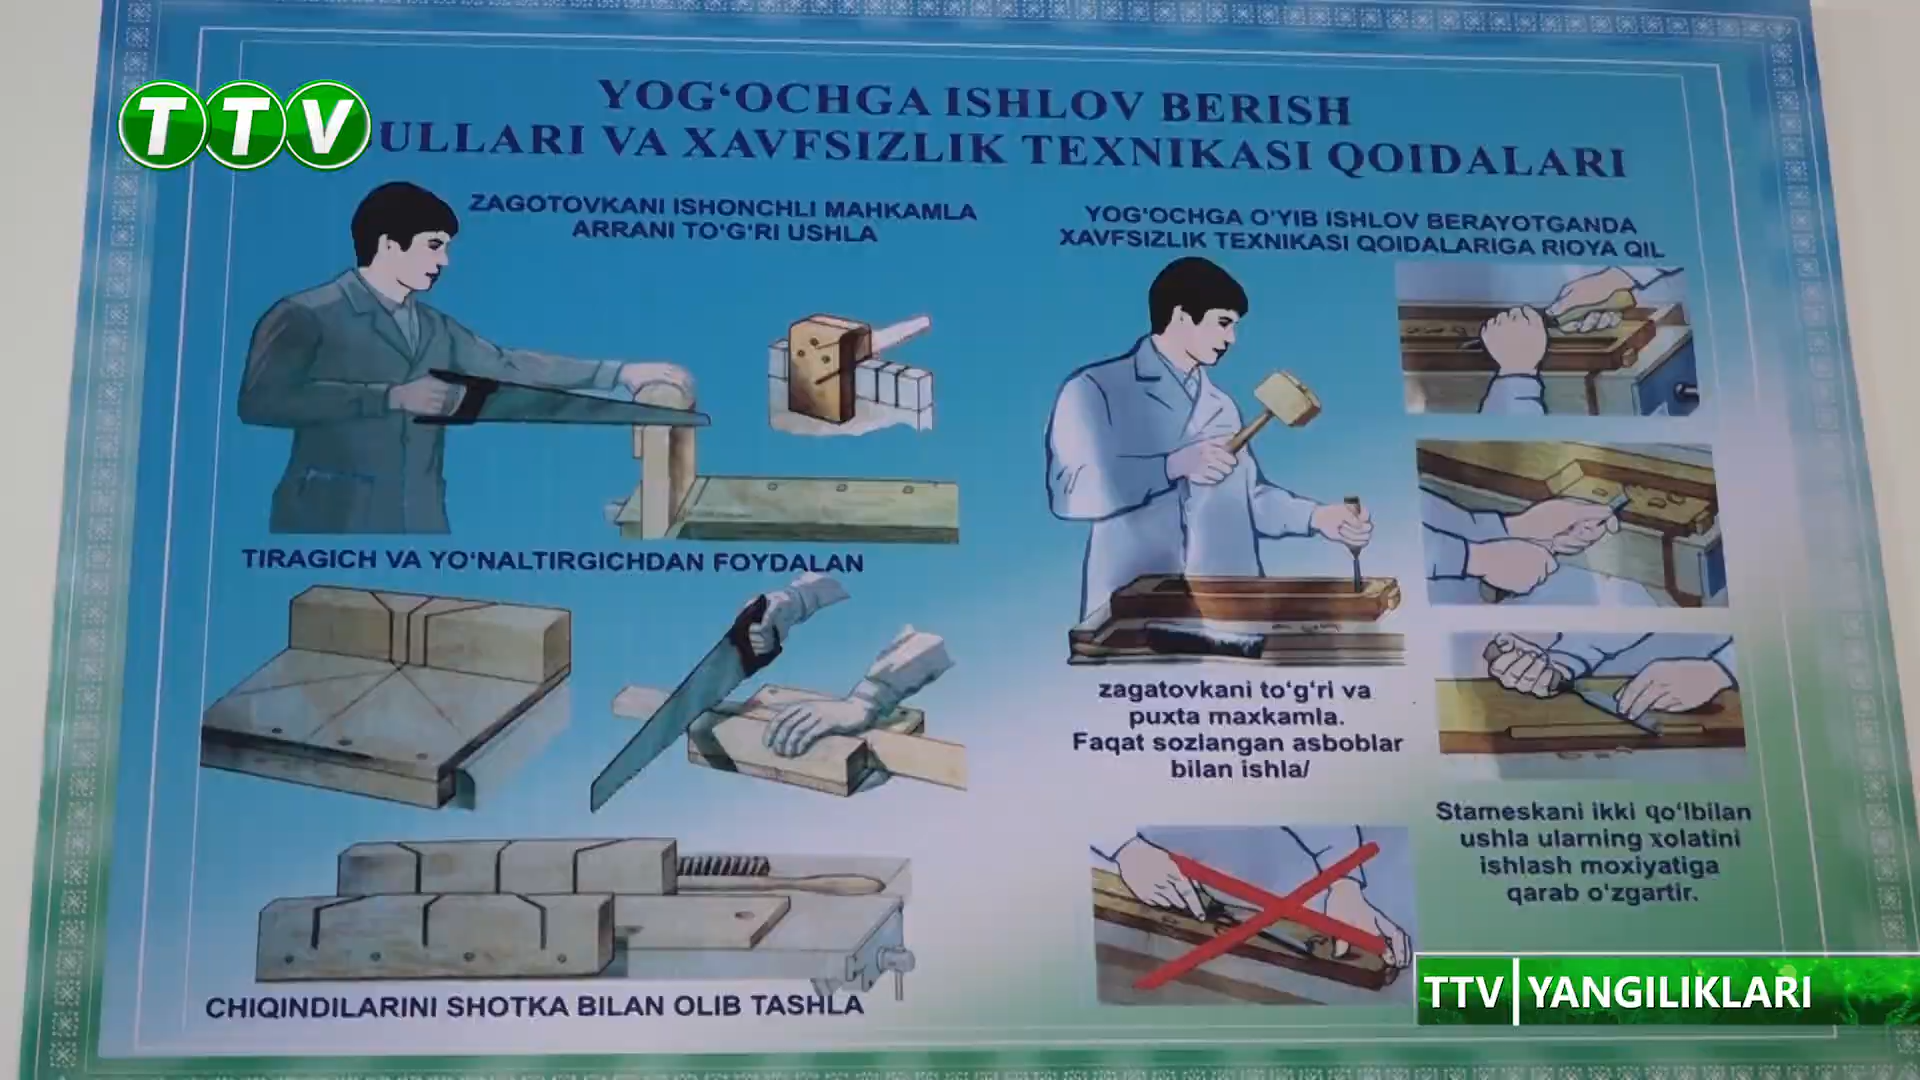 TTV
YOG‘OCHGA ISHLOV BERISH
ULLARI VA XAVFSIZLIK TEXNIKASI QOIDALARI
ZAGOTOVKANI ISHONCHLI MAHKAMLA
ARRANI TO‘G‘RI USHLA
TIRAGICH VA YO‘NALTIRGICHDAN FOYDALAN
CHIQINDILARINI SHOTKA BILAN OLIB TASHLA
YOG‘OCHGA O‘YIB ISHLOV BERAYOTGANDA
XAVFSIZLIK TEXNIKASI QOIDALARIGA RIOYA QIL
zagatovkani to‘g‘ri va
puxta maxkamla.
Faqat sozlangan asboblar
bilan ishla/
Stameskani ikki qo‘lbilan
ushla ularning xolatini
ishlash moxiyatiga
qarab o‘zgartir.
TTV YANGILIKLARI